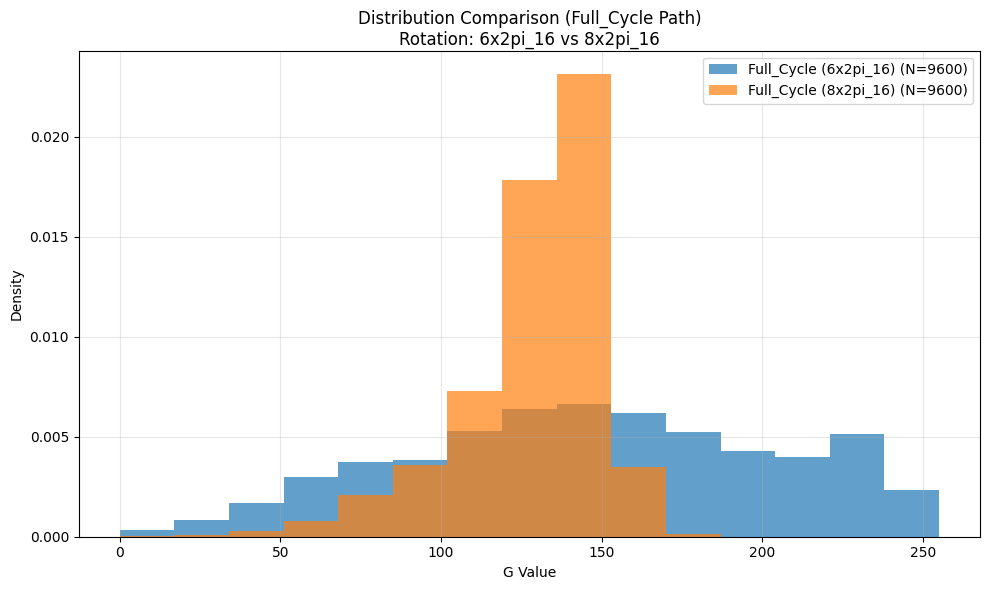 Distribution Comparison (Full_Cycle Path)
Rotation: 6x2pi_16 vs 8x2pi_16
Full_Cycle (6x2pi_16) (N=9600)
Full_Cycle (8x2pi_16) (N=9600)
Density
0.020
0.015
0.010
0.005
0.000
0 50 100 150 200 250
G Value